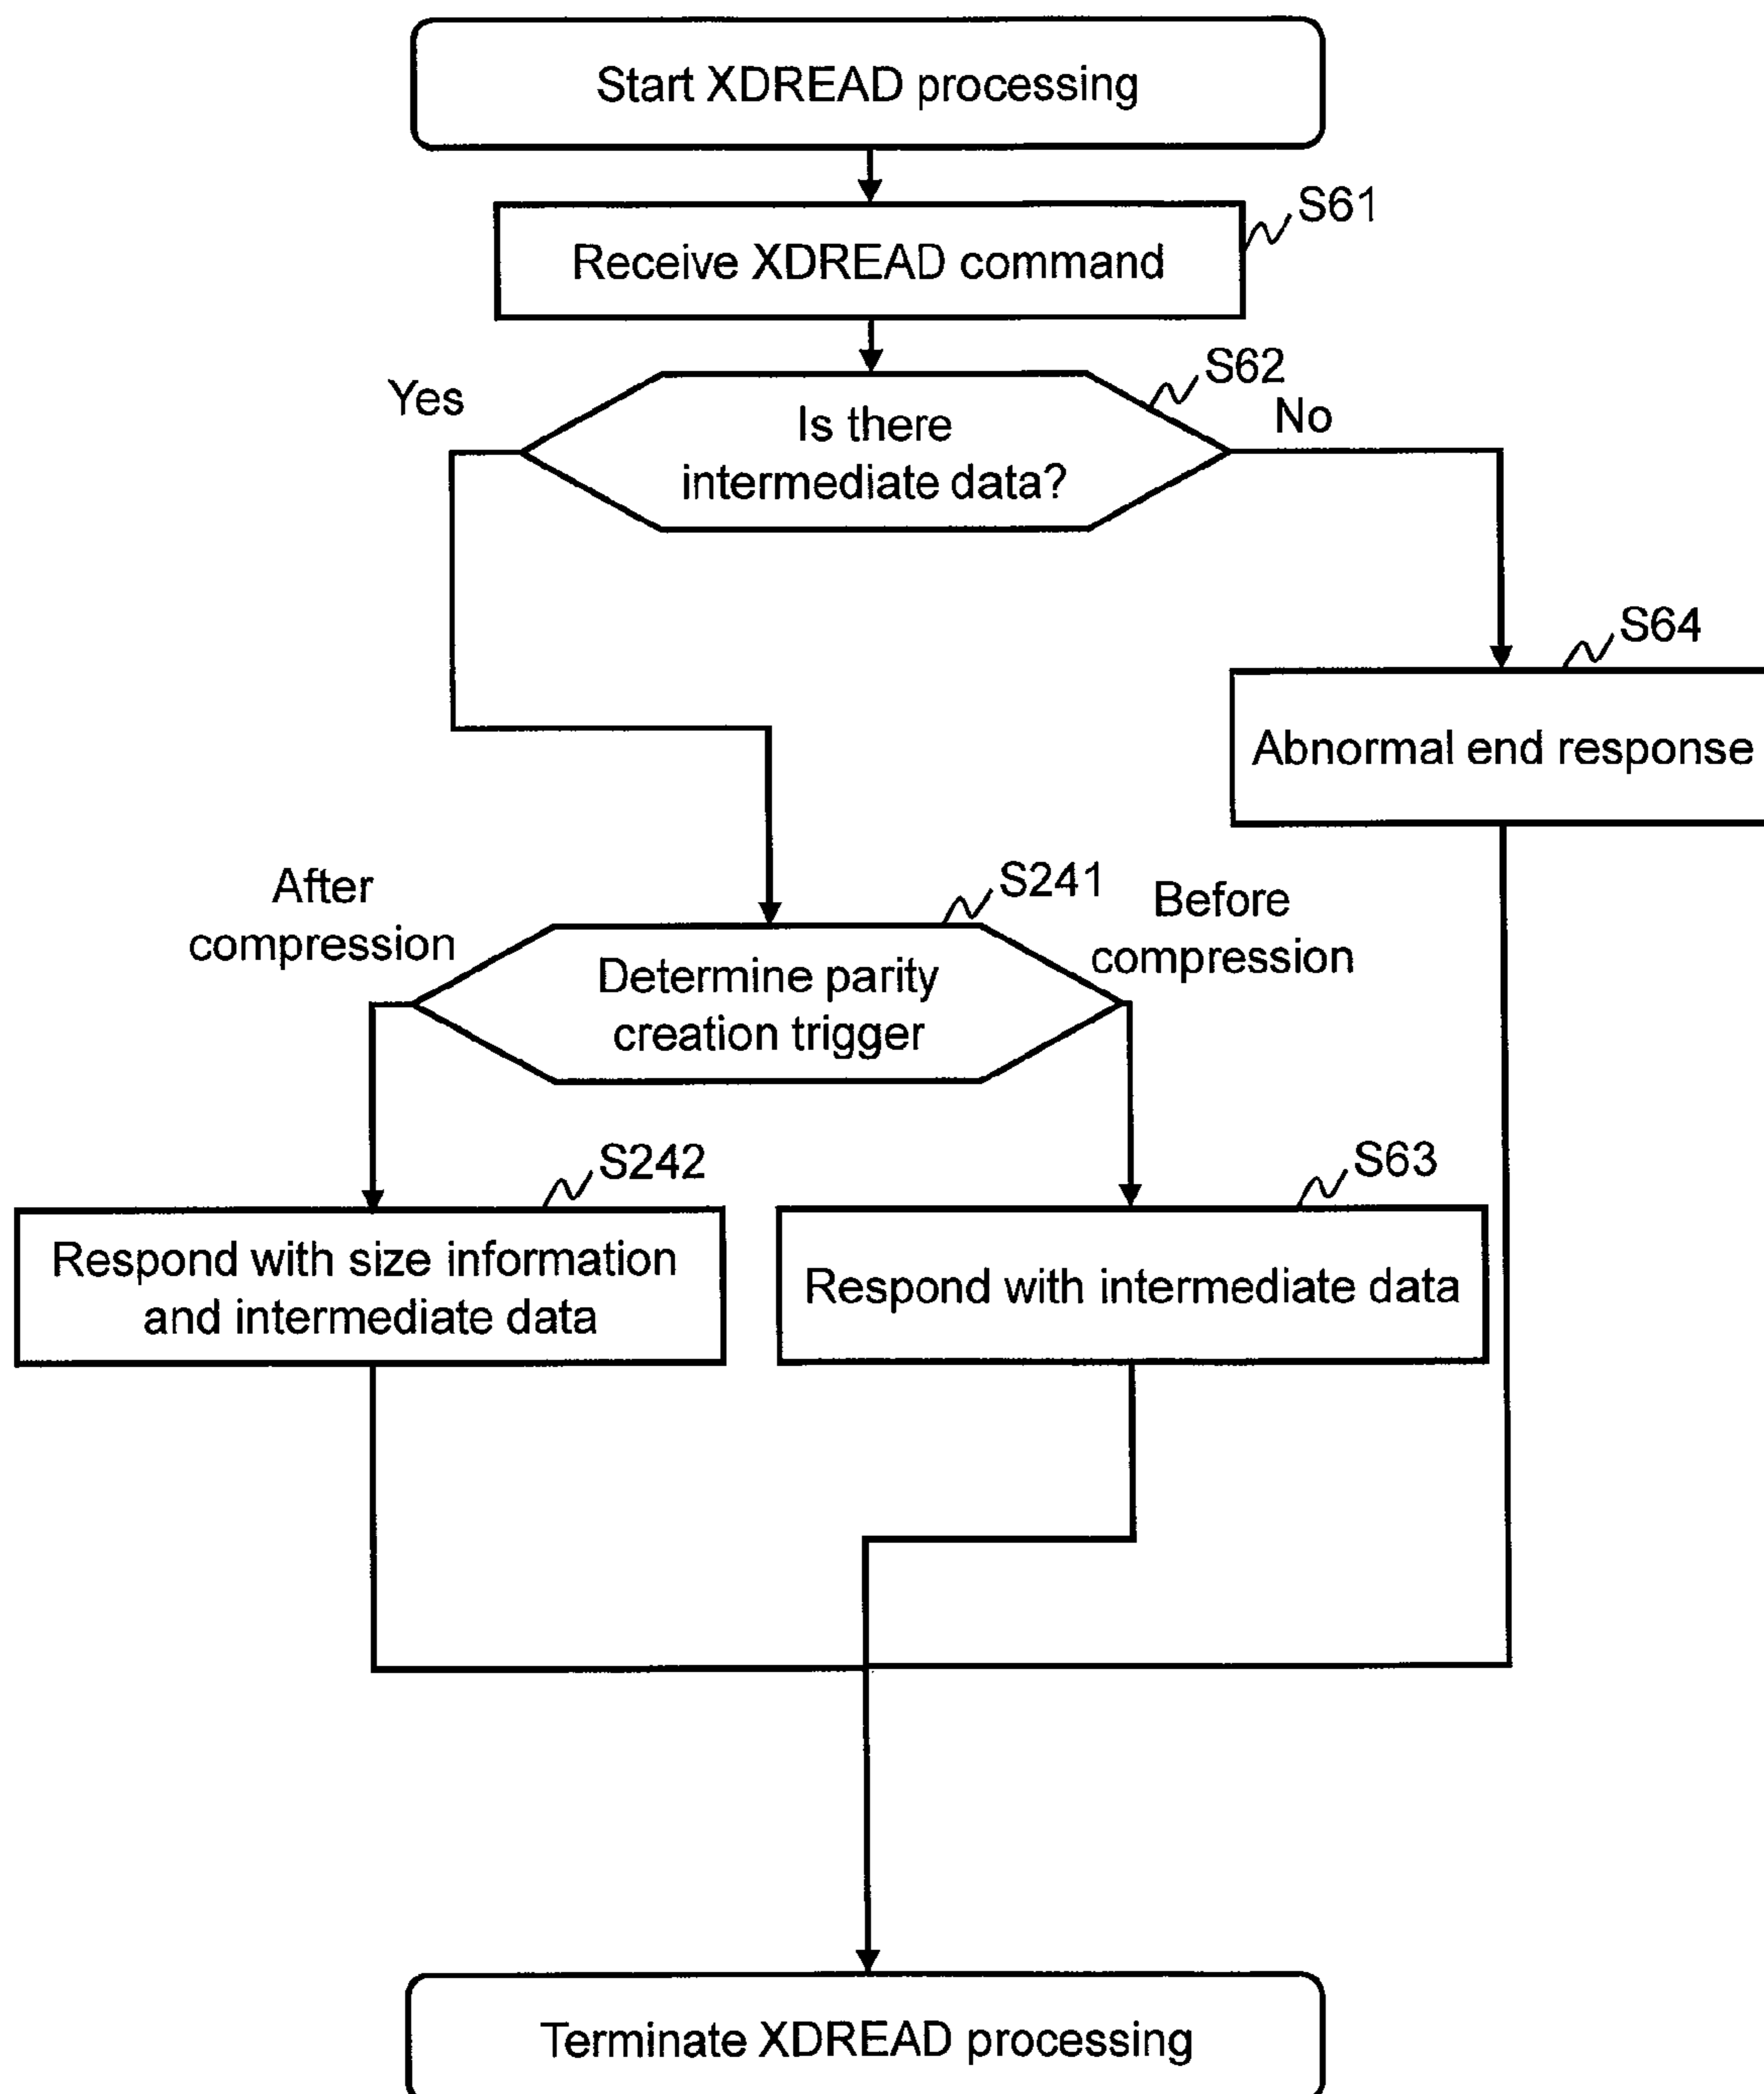 Start XDREAD processing
S61
Receive XDREAD command
S62
Yes
No
Is there
intermediate data?
S64
Abnormal end response
S241
After
compression
Before
compression
Determine parity
creation trigger
S242
S63
Respond with size information
and intermediate data
Respond with intermediate data
Terminate XDREAD processing